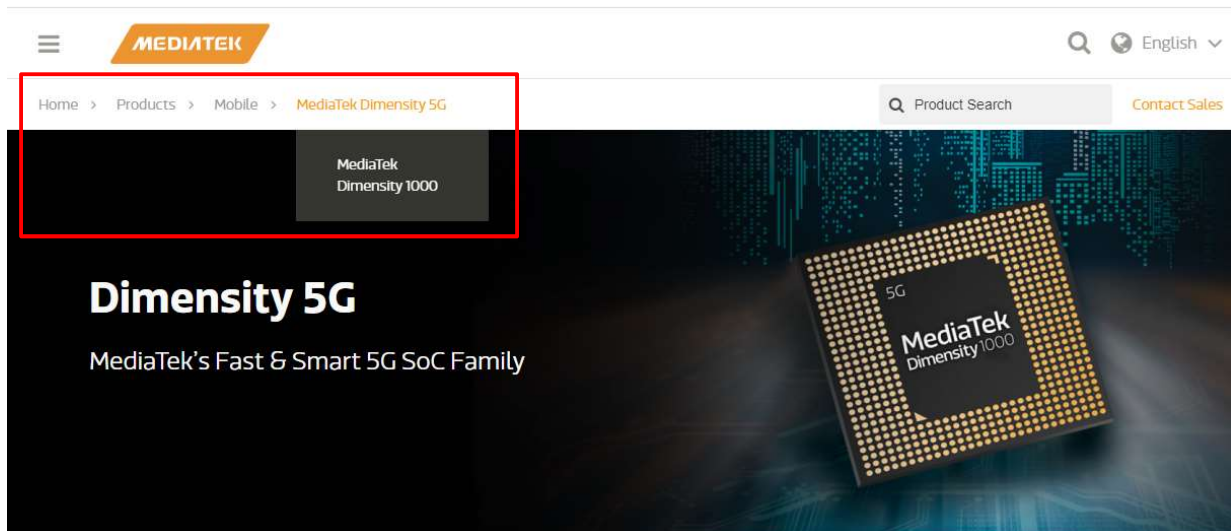 MEDIATEK
English
Home > Products > Mobile > MediaTek Dimensity 5G
Product Search
Contact Sales
MediaTek
Dimensity 1000
Dimensity 5G
MediaTek's Fast & Smart 5G SoC Family
5G
MediaTek
Dimensity 1000